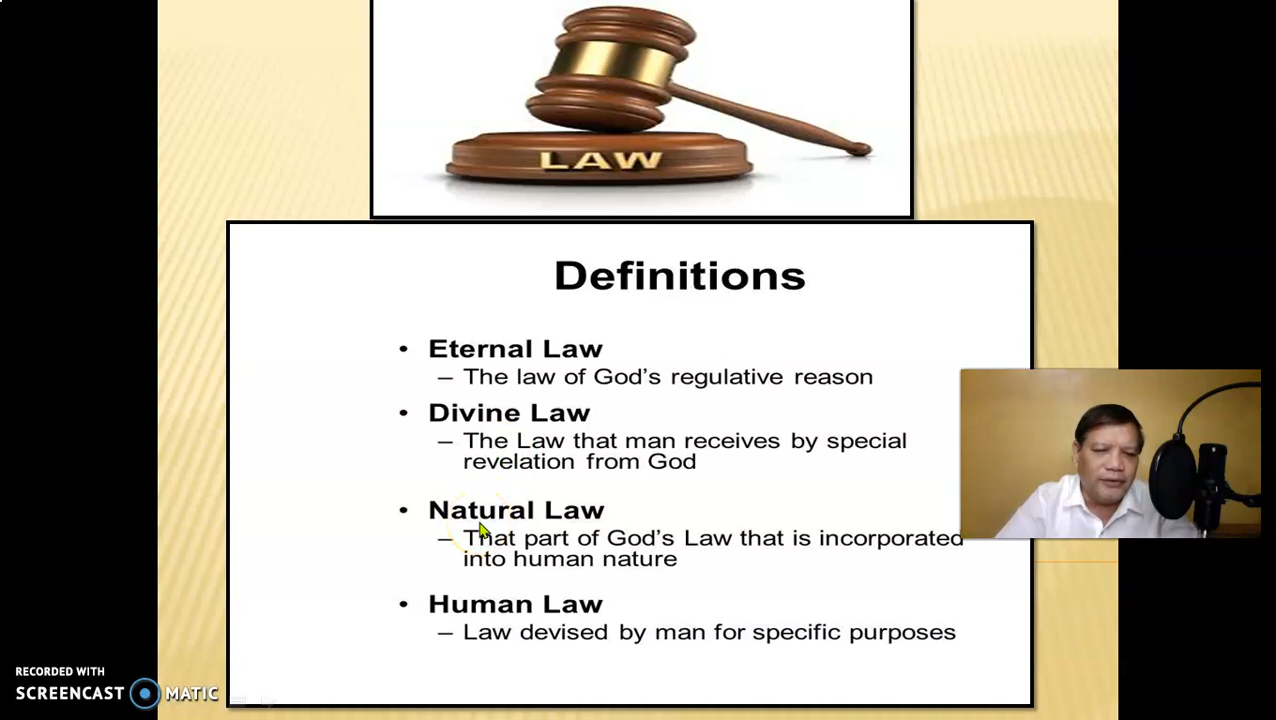 LAW
Definitions
• Eternal Law
– The law of God's regulative reason
• Divine Law
– The Law that man receives by special
revelation from God
• Natural Law
– That part of God's Law that is incorporated
into human nature
• Human Law
– Law devised by man for specific purposes
RECORDED WITH
SCREENCAST MATIC